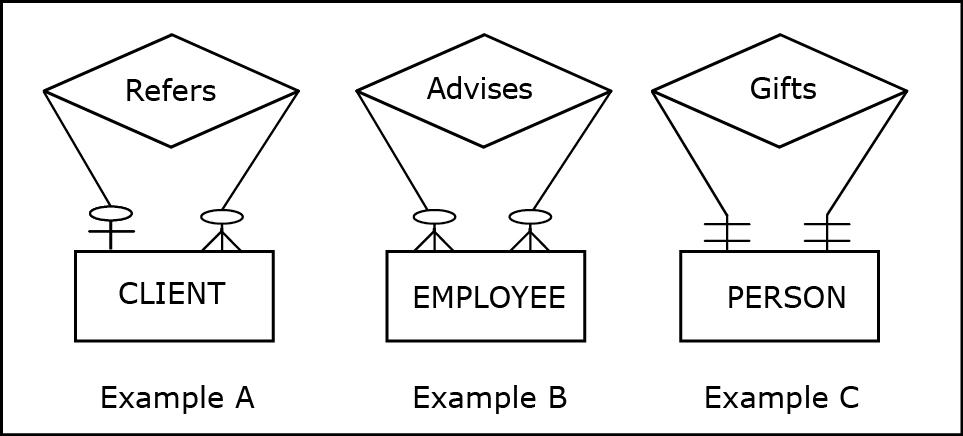 Refers
Advises
Gifts
CLIENT
EMPLOYEE
PERSON
Example A
Example B
Example C